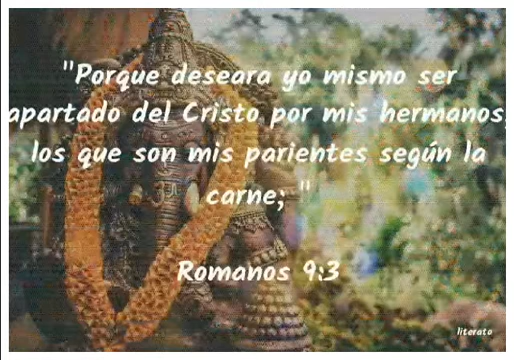 "Porque deseara yo mismo ser
apartado del Cristo por mis hermanos,
los que son mis parientes según la
carne; "
Romanos 9:3
literato